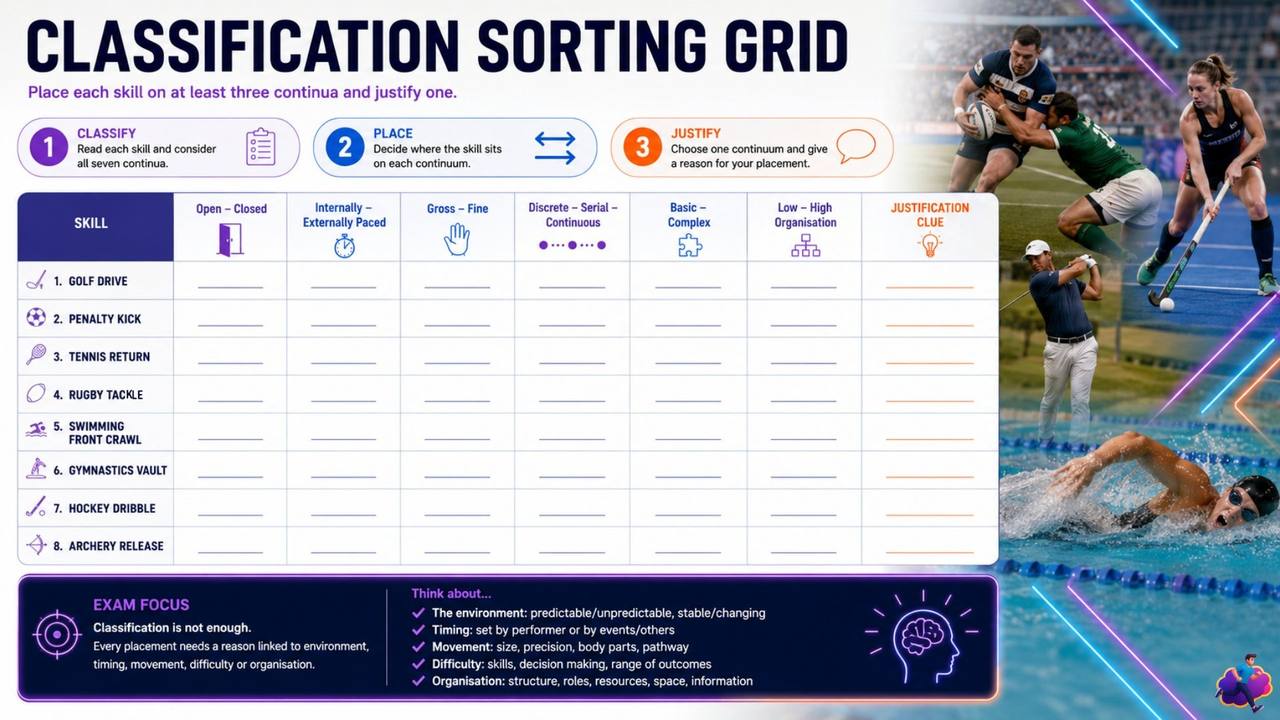 CLASSIFICATION SORTING GRID
Place each skill on at least three continua and justify one.
1
CLASSIFY
Read each skill and consider
all seven continua.
2
PLACE
Decide where the skill sits
on each continuum.
3
JUSTIFY
Choose one continuum and give
a reason for your placement.
SKILL
Open – Closed
Internally –
Externally Paced
Gross – Fine
Discrete – Serial –
Continuous
Basic –
Complex
Low – High
Organisation
JUSTIFICATION
CLUE
1. GOLF DRIVE
2. PENALTY KICK
3. TENNIS RETURN
4. RUGBY TACKLE
5. SWIMMING
FRONT CRAWL
6. GYMNASTICS VAULT
7. HOCKEY DRIBBLE
8. ARCHERY RELEASE
EXAM FOCUS
Classification is not enough.
Every placement needs a reason linked to environment,
timing, movement, difficulty or organisation.
Think about...
The environment: predictable/unpredictable, stable/changing
Timing: set by performer or by events/others
Movement: size, precision, body parts, pathway
Difficulty: skills, decision making, range of outcomes
Organisation: structure, roles, resources, space, information